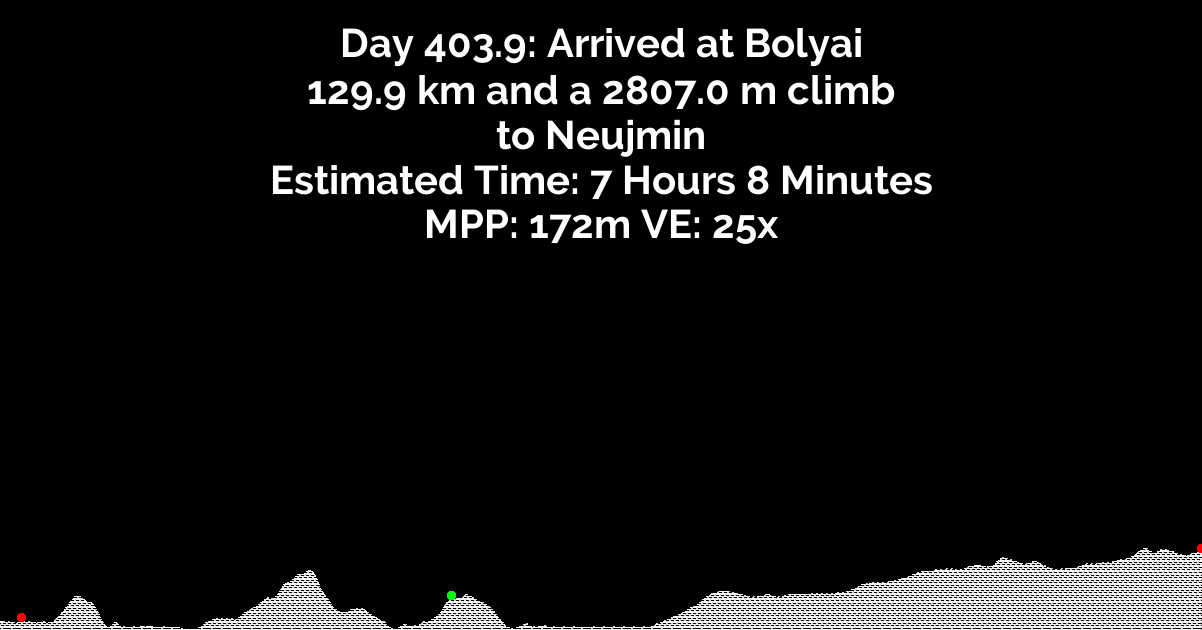 Day 403.9: Arrived at Bolyai
129.9 km and a 2807.0 m climb
to Neujmin
Estimated Time: 7 Hours 8 Minutes
MPP: 172m VE: 25x